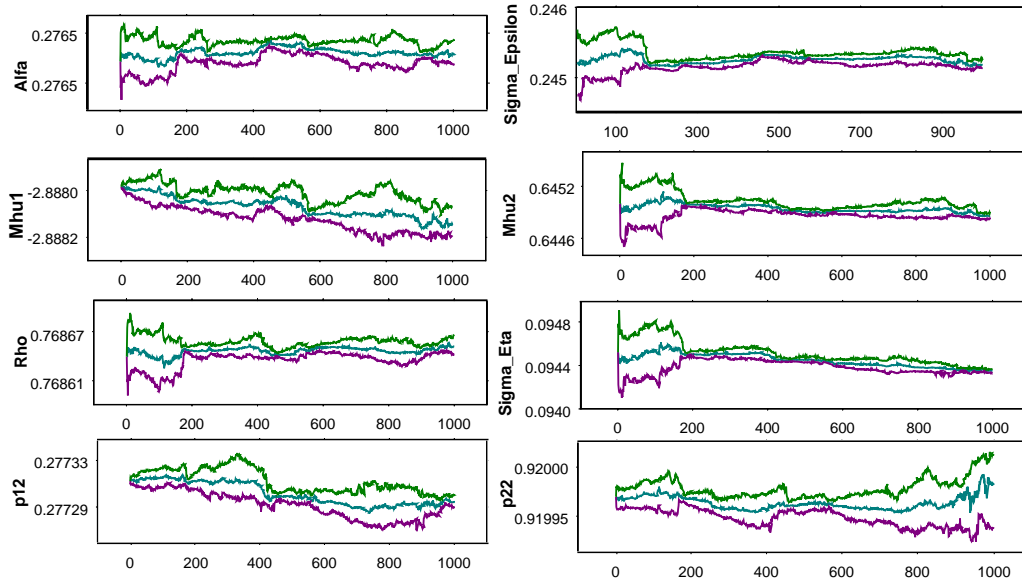 Alfa
0.2765
0.2765
0 200 400 600 800 1000
Sigma_Epsilon
0.246
0.245
100 300 500 700 900
Mhu1
-2.8880
-2.8882
0 200 400 600 800 1000
Mhu2
0.6452
0.6446
0 200 400 600 800 1000
Rho
0.76867
0.76861
0 200 400 600 800 1000
Sigma_Eta
0.0948
0.0944
0.0940
0 200 400 600 800 1000
p12
0.27733
0.27729
0 200 400 600 800 1000
p22
0.92000
0.91995
0 200 400 600 800 1000